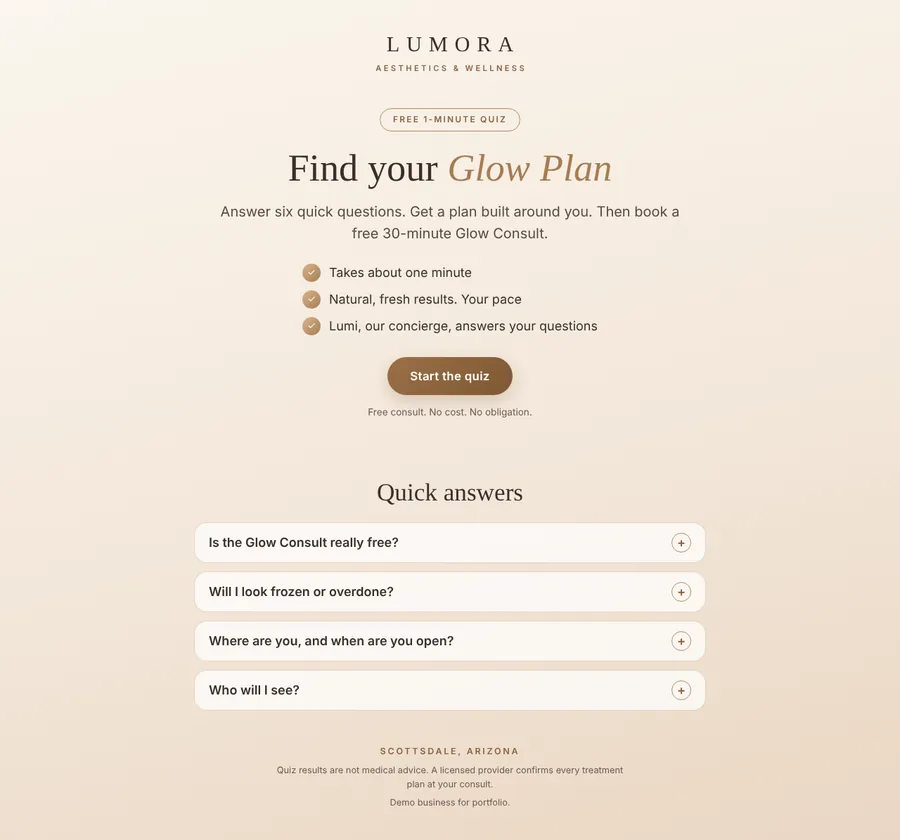 LUMORA
AESTHETICS & WELLNESS
FREE 1-MINUTE QUIZ
Find your Glow Plan
Answer six quick questions. Get a plan built around you. Then book a
free 30-minute Glow Consult.
Takes about one minute
Natural, fresh results. Your pace
Lumi, our concierge, answers your questions
Start the quiz
Free consult. No cost. No obligation.
Quick answers
Is the Glow Consult really free?
Will I look frozen or overdone?
Where are you, and when are you open?
Who will I see?
SCOTTSDALE, ARIZONA
Quiz results are not medical advice. A licensed provider confirms every treatment
plan at your consult.
Demo business for portfolio.